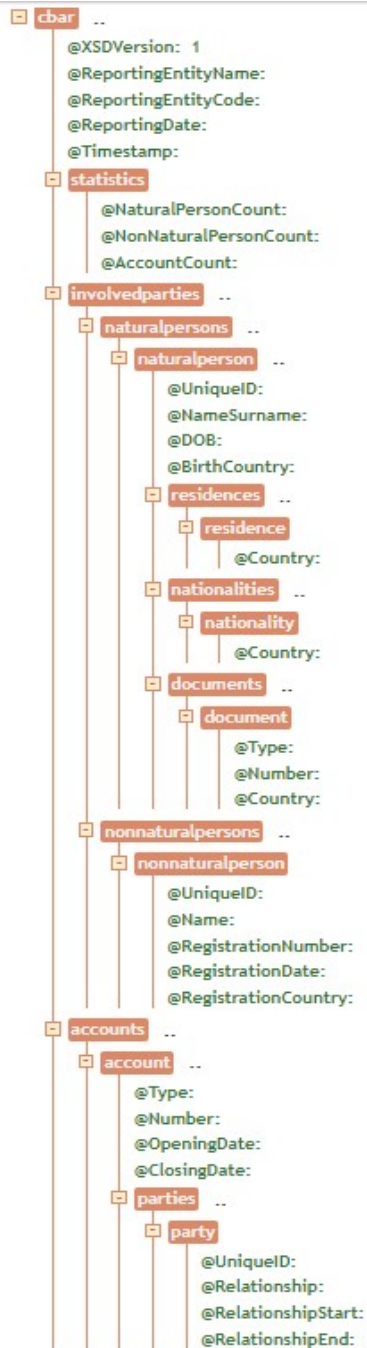 cbar ..
@XSDVersion: 1
@ReportingEntityName:
@ReportingEntityCode:
@ReportingDate:
@Timestamp:
statistics
@NaturalPersonCount:
@NonNaturalPersonCount:
@AccountCount:
involvedparties ..
naturalpersons ..
naturalperson ..
@UniqueID:
@NameSurname:
@DOB:
@BirthCountry:
residences ..
residence
@Country:
nationalities ..
nationality
@Country:
documents ..
document
@Type:
@Number:
@Country:
nonnaturalpersons ..
nonnaturalperson
@UniqueID:
@Name:
@RegistrationNumber:
@RegistrationDate:
@RegistrationCountry:
accounts ..
account ..
@Type:
@Number:
@OpeningDate:
@ClosingDate:
parties ..
party
@UniqueID:
@Relationship:
@RelationshipStart:
@RelationshipEnd: